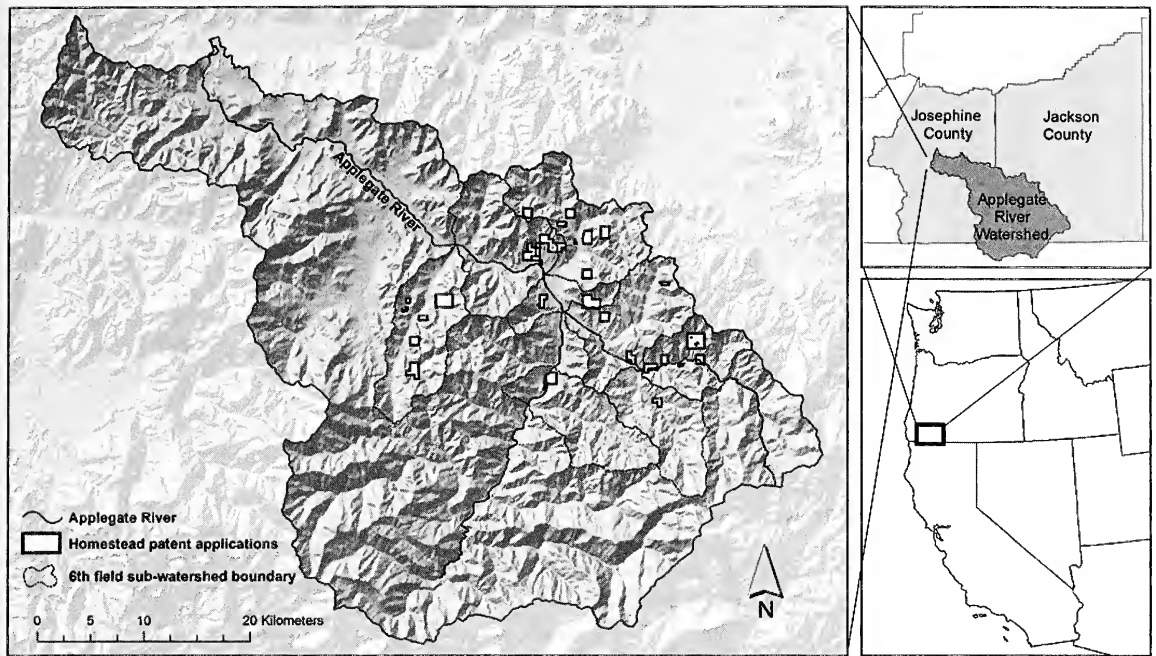 Applegate River
Applegate River
Homestead patent applications
6th field sub-watershed boundary
0 5 10 20 Kilometers
N
Josephine
County
Jackson
County
Applegate
River
Watershed